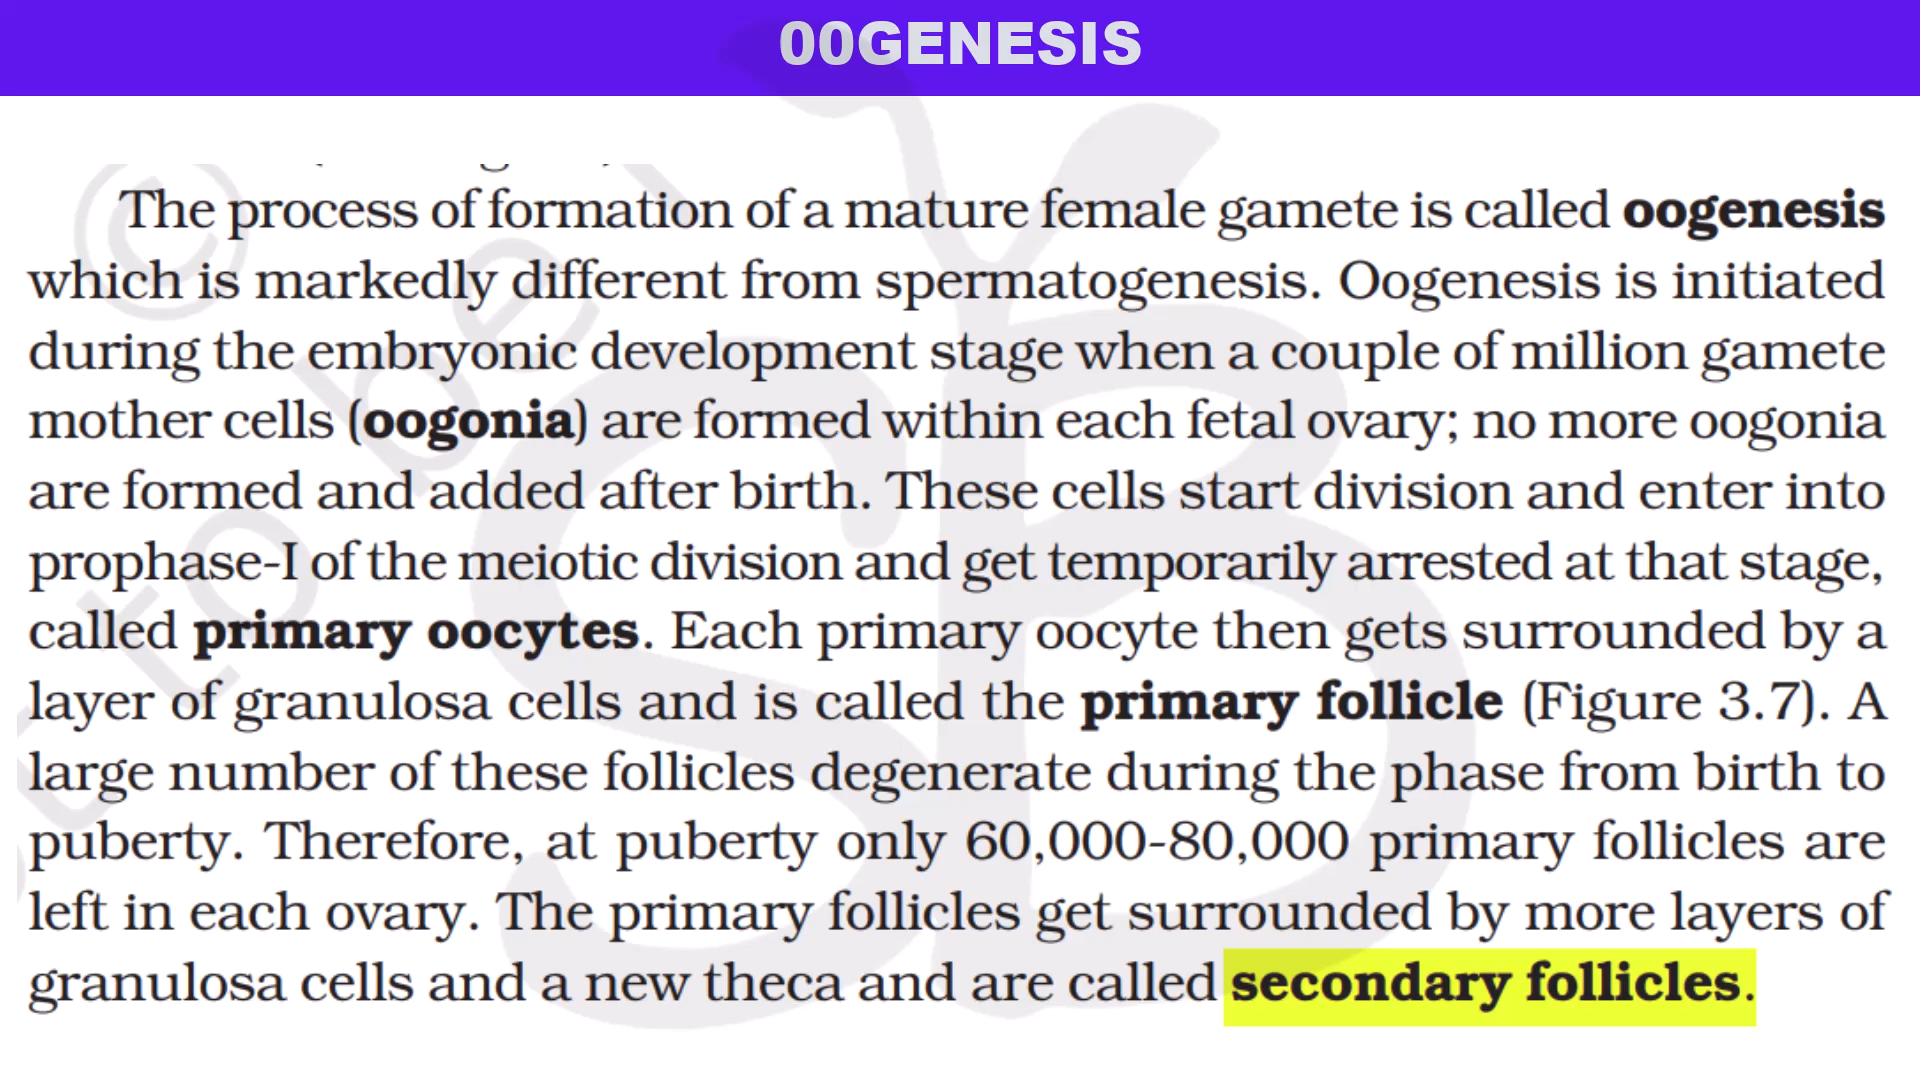 00GENESIS
The process of formation of a mature female gamete is called oogenesis
which is markedly different from spermatogenesis. Oogenesis is initiated
during the embryonic development stage when a couple of million gamete
mother cells (oogonia) are formed within each fetal ovary; no more oogonia
are formed and added after birth. These cells start division and enter into
prophase-I of the meiotic division and get temporarily arrested at that stage,
called primary oocytes. Each primary oocyte then gets surrounded by a
layer of granulosa cells and is called the primary follicle (Figure 3.7). A
large number of these follicles degenerate during the phase from birth to
puberty. Therefore, at puberty only 60,000-80,000 primary follicles are
left in each ovary. The primary follicles get surrounded by more layers of
granulosa cells and a new theca and are called secondary follicles.
© to be